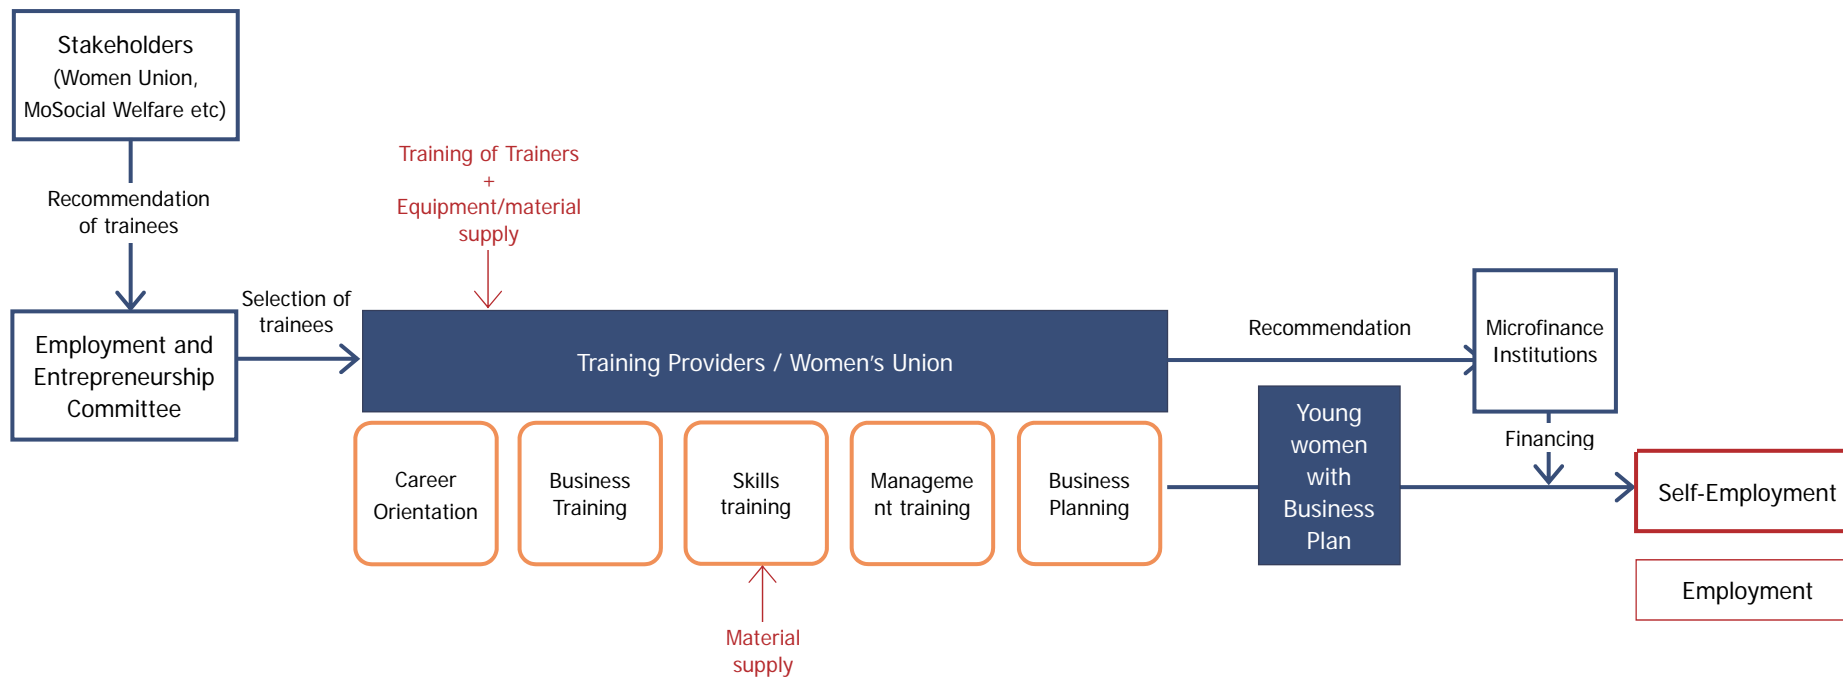 Stakeholders
(Women Union,
MoSocial Welfare etc)
Recommendation
of trainees
Employment and
Entrepreneurship
Committee
Selection of
trainees
Training of Trainers
+
Equipment/material
supply
Training Providers / Women's Union
Career
Orientation
Business
Training
Skills
training
Manageme
nt training
Business
Planning
Material
supply
Recommendation
Microfinance
Institutions
Young
women
with
Business
Plan
Financing
Self-Employment
Employment